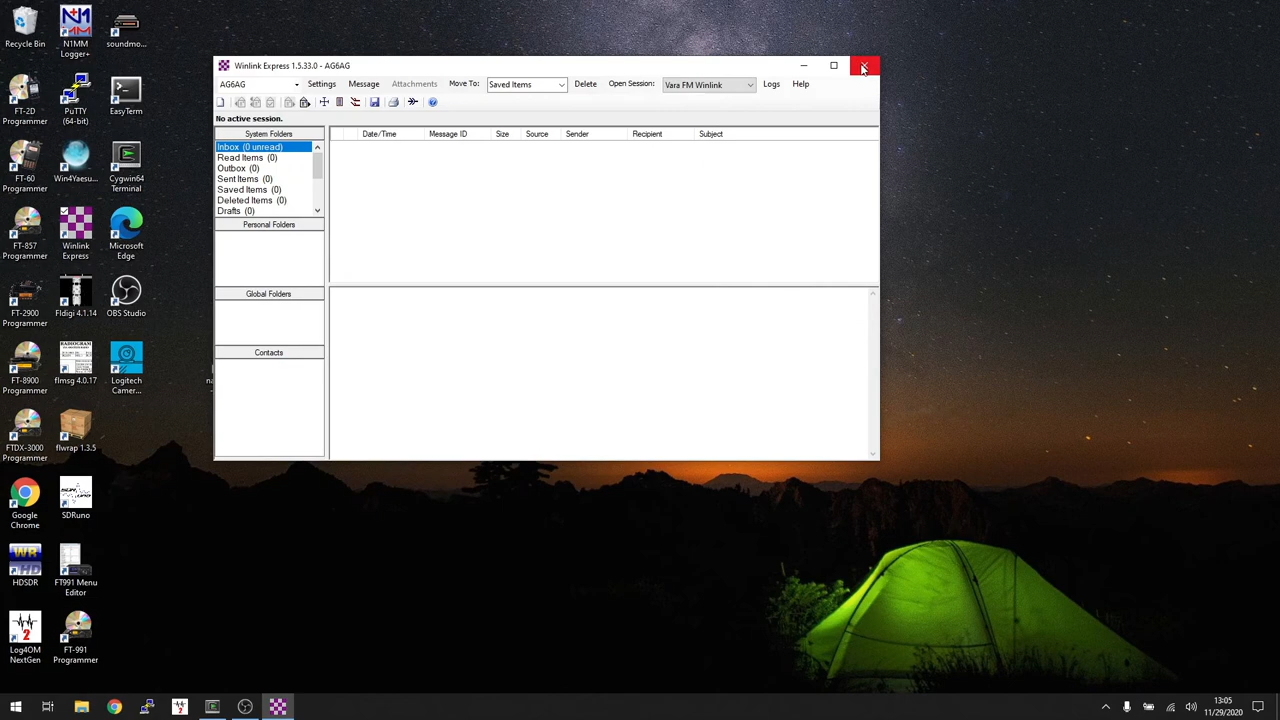 Recycle Bin
N1MM
Logger+
soundmo...
FT-2D
Programmer
PuTTY
(64-bit)
EasyTerm
FT-60
Programmer
Win4Yaesu...
Cygwin64
Terminal
FT-857
Programmer
Winlink
Express
Microsoft
Edge
FT-2900
Programmer
Fldigi 4.1.14
OBS Studio
FT-8900
Programmer
flmsg 4.0.17
Logitech
Camer...
FTDX-3000
Programmer
flwrap 1.3.5
Google
Chrome
SDRuno
HDSDR
FT991 Menu
Editor
Log4OM
NextGen
FT-991
Programmer
Winlink Express 1.5.33.0 - AG6AG
AG6AG Settings Message Attachments Move To: Saved Items Delete Open Session: Vara FM Winlink Logs Help
No active session.
System Folders
Inbox (0 unread)
Read Items (0)
Outbox (0)
Sent Items (0)
Saved Items (0)
Deleted Items (0)
Drafts (0)
Personal Folders
Global Folders
Contacts
Date/Time Message ID Size Source Sender Recipient Subject
13:05
11/29/2020